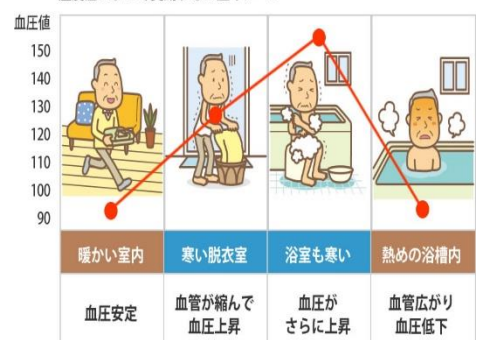 血圧値
150
140
130
120
110
100
90
暖かい室内
寒い脱衣室
浴室も寒い
熱めの浴槽内
血圧安定
血管が縮んで
血圧上昇
血圧が
さらに上昇
血管広がり
血圧低下